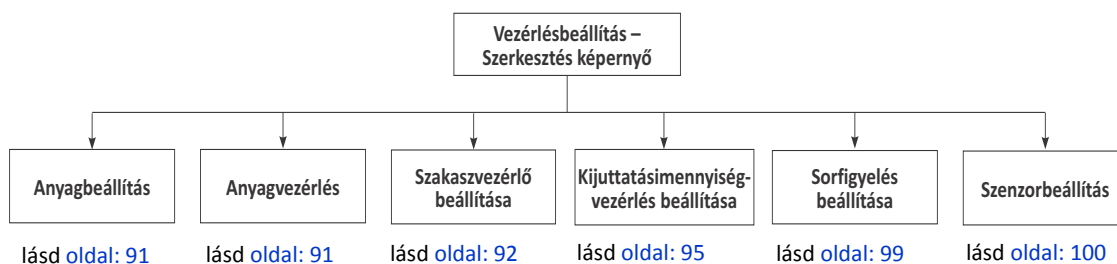 Vezérlésbeállítás –
Szerkesztés képernyő
Anyagbeállítás
Anyagvezérlés
Szakaszvezérlő
beállítása
Kijuttatásimennyiség-
vezérlés beállítása
Sorfigyelés
beállítása
Szenzorbeállítás
lásd oldal: 91
lásd oldal: 91
lásd oldal: 92
lásd oldal: 95
lásd oldal: 99
lásd oldal: 100